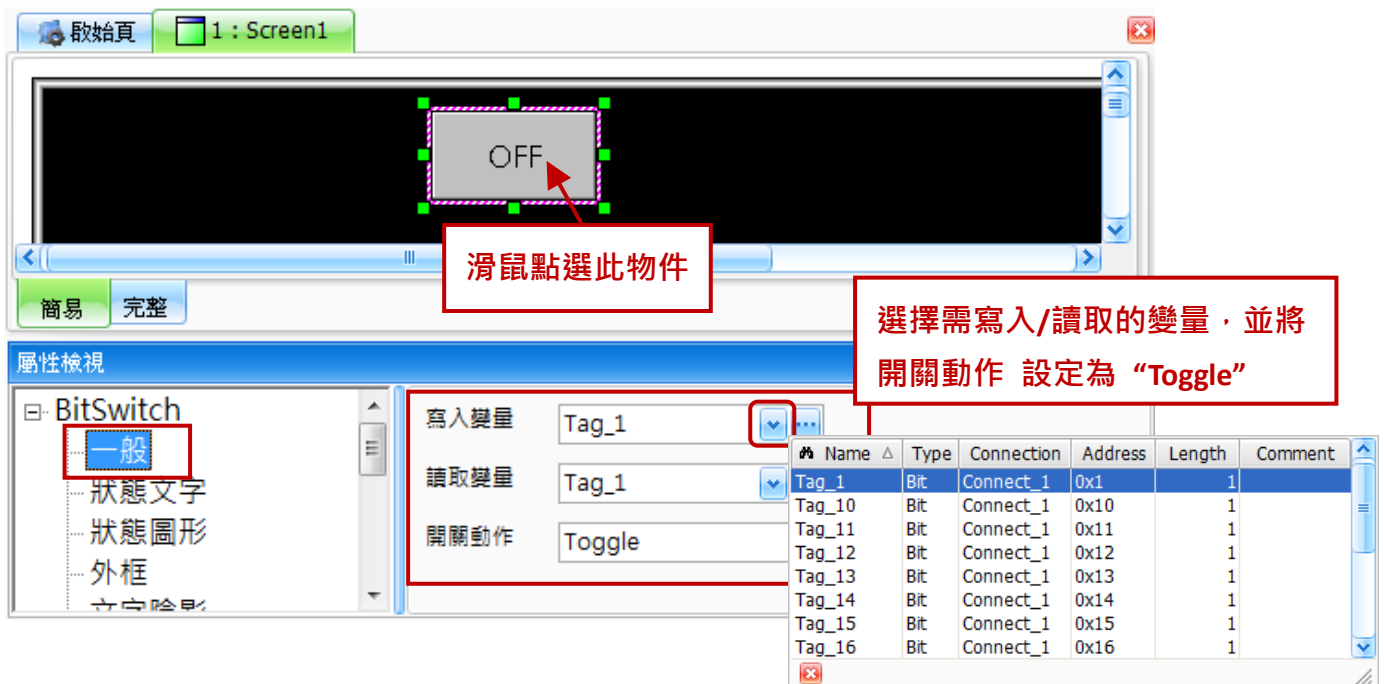 啟始頁 1 : Screen1
OFF
滑鼠點選此物件
簡易 完整
選擇需寫入/讀取的變量，並將
開關動作 設定為 “Toggle”
屬性檢視
BitSwitch
一般
狀態文字
狀態圖形
外框
文字陰影
寫入變量 Tag_1
讀取變量 Tag_1
開關動作 Toggle
Name Type Connection Address Length Comment
Tag_1 Bit Connect_1 0x1 1
Tag_10 Bit Connect_1 0x10 1
Tag_11 Bit Connect_1 0x11 1
Tag_12 Bit Connect_1 0x12 1
Tag_13 Bit Connect_1 0x13 1
Tag_14 Bit Connect_1 0x14 1
Tag_15 Bit Connect_1 0x15 1
Tag_16 Bit Connect_1 0x16 1